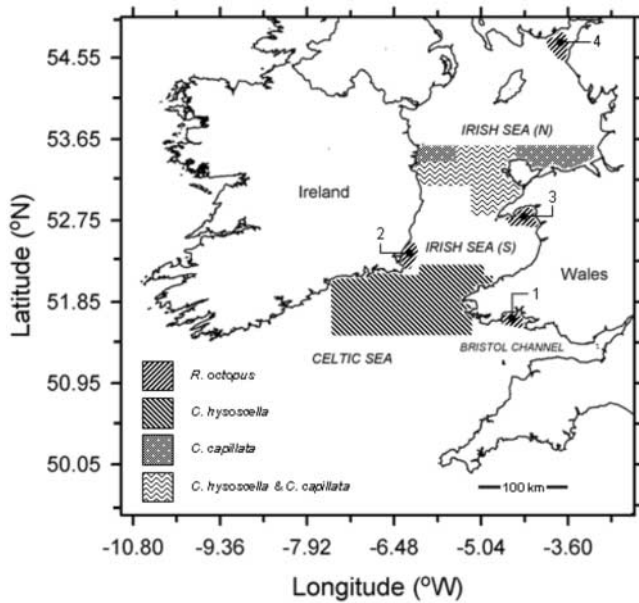 54.55
53.65
52.75
51.85
50.95
50.05
Latitude (ºN)
4
IRISH SEA (N)
Ireland
3
2
IRISH SEA (S)
Wales
1
CELTIC SEA
BRISTOL CHANNEL
R. octopus
C. hysoscella
C. capillata
C. hysoscella & C. capillata
100 km
-10.80 -9.36 -7.92 -6.48 -5.04 -3.60
Longitude (ºW)